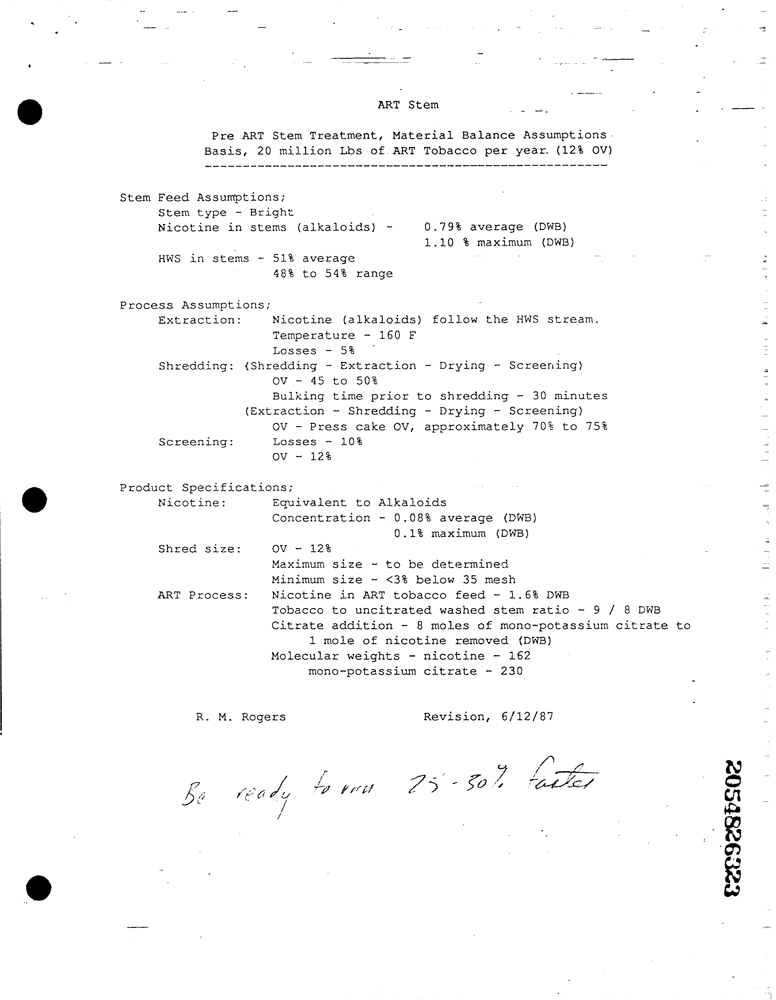 ART Stem
Pre ART Stem Treatment, Material Balance Assumptions
Basis, 20 million Lbs of ART Tobacco per year. (12% OV)
-----------------------------------------------------
Stem Feed Assumptions;
Stem type - Bright
Nicotine in stems (alkaloids) - 0.79% average (DWB)
1.10 % maximum (DWB)
HWS in stems - 51% average
48% to 54% range
Process Assumptions;
Extraction: Nicotine (alkaloids) follow the HWS stream.
Temperature - 160 F
Losses - 5%
Shredding: (Shredding - Extraction - Drying - Screening)
OV - 45 to 50%
Bulking time prior to shredding - 30 minutes
(Extraction - Shredding - Drying - Screening)
OV - Press cake OV, approximately 70% to 75%
Screening: Losses - 10%
OV - 12%
Product Specifications;
Nicotine: Equivalent to Alkaloids
Concentration - 0.08% average (DWB)
0.1% maximum (DWB)
Shred size: OV - 12%
Maximum size - to be determined
Minimum size - <3% below 35 mesh
ART Process: Nicotine in ART tobacco feed - 1.6% DWB
Tobacco to uncitrated washed stem ratio - 9 / 8 DWB
Citrate addition - 8 moles of mono-potassium citrate to
1 mole of nicotine removed (DWB)
Molecular weights - nicotine - 162
mono-potassium citrate - 230
R. M. Rogers Revision, 6/12/87
Be ready to run 25-30% faster
2054826323